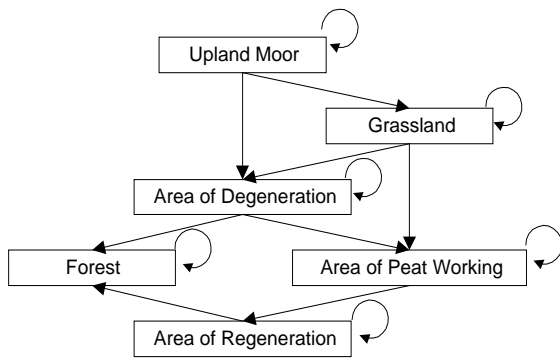 Upland Moor
Grassland
Area of Degeneration
Forest
Area of Peat Working
Area of Regeneration